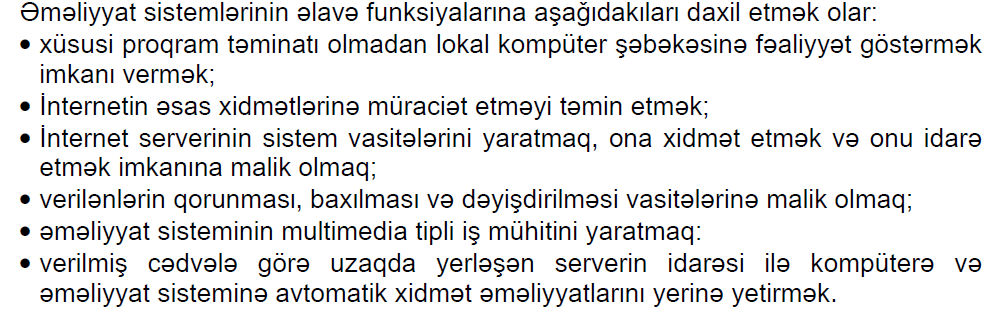 Əməliyyat sistemlərinin əlavə funksiyalarına aşağıdakıları daxil etmək olar:
• xüsusi proqram təminatı olmadan lokal kompüter şəbəkəsinə fəaliyyət göstərmək
imkanı vermək;
• İnternetin əsas xidmətlərinə müraciət etməyi təmin etmək;
• İnternet serverinin sistem vasitələrini yaratmaq, ona xidmət etmək və onu idarə
etmək imkanına malik olmaq;
• verilənlərin qorunması, baxılması və dəyişdirilməsi vasitələrinə malik olmaq;
• əməliyyat sisteminin multimedia tipli iş mühitini yaratmaq:
• verilmiş cədvələ görə uzaqda yerləşən serverin idarəsi ilə kompüterə və
əməliyyat sisteminə avtomatik xidmət əməliyyatlarını yerinə yetirmək.